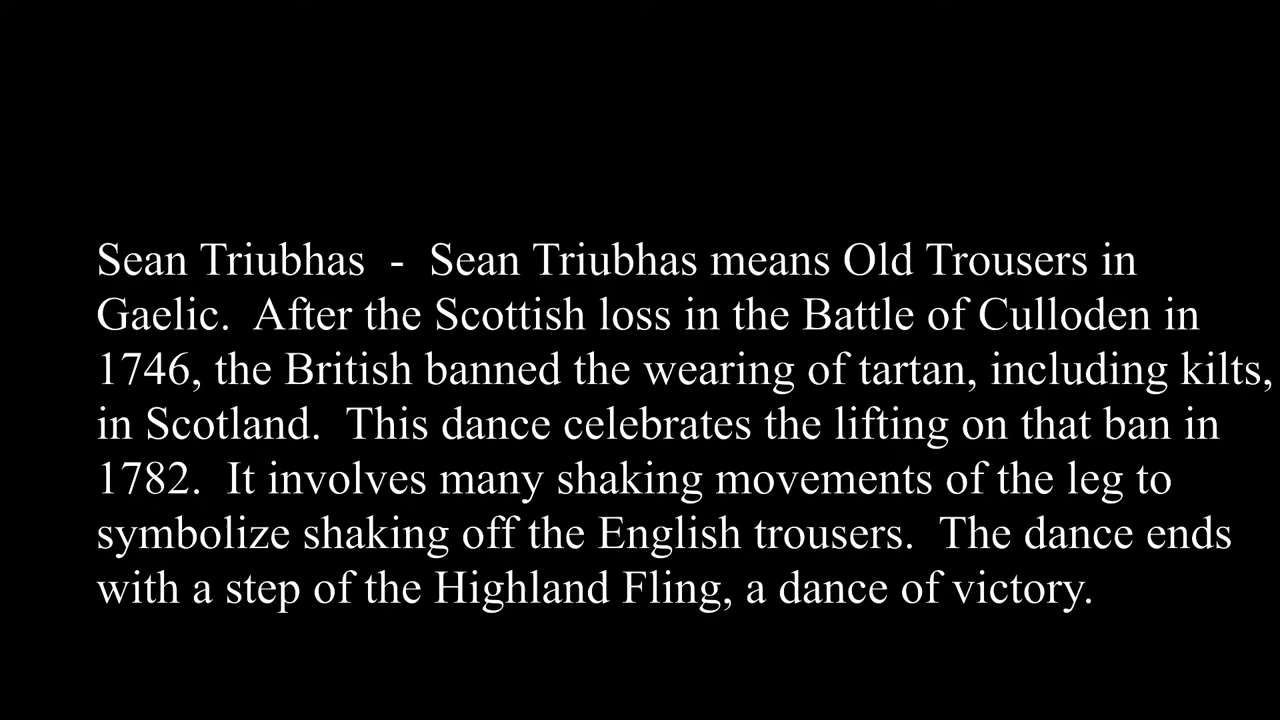 Sean Triubhas  -  Sean Triubhas means Old Trousers in
Gaelic.  After the Scottish loss in the Battle of Culloden in
1746, the British banned the wearing of tartan, including kilts,
in Scotland.  This dance celebrates the lifting on that ban in
1782.  It involves many shaking movements of the leg to
symbolize shaking off the English trousers.  The dance ends
with a step of the Highland Fling, a dance of victory.